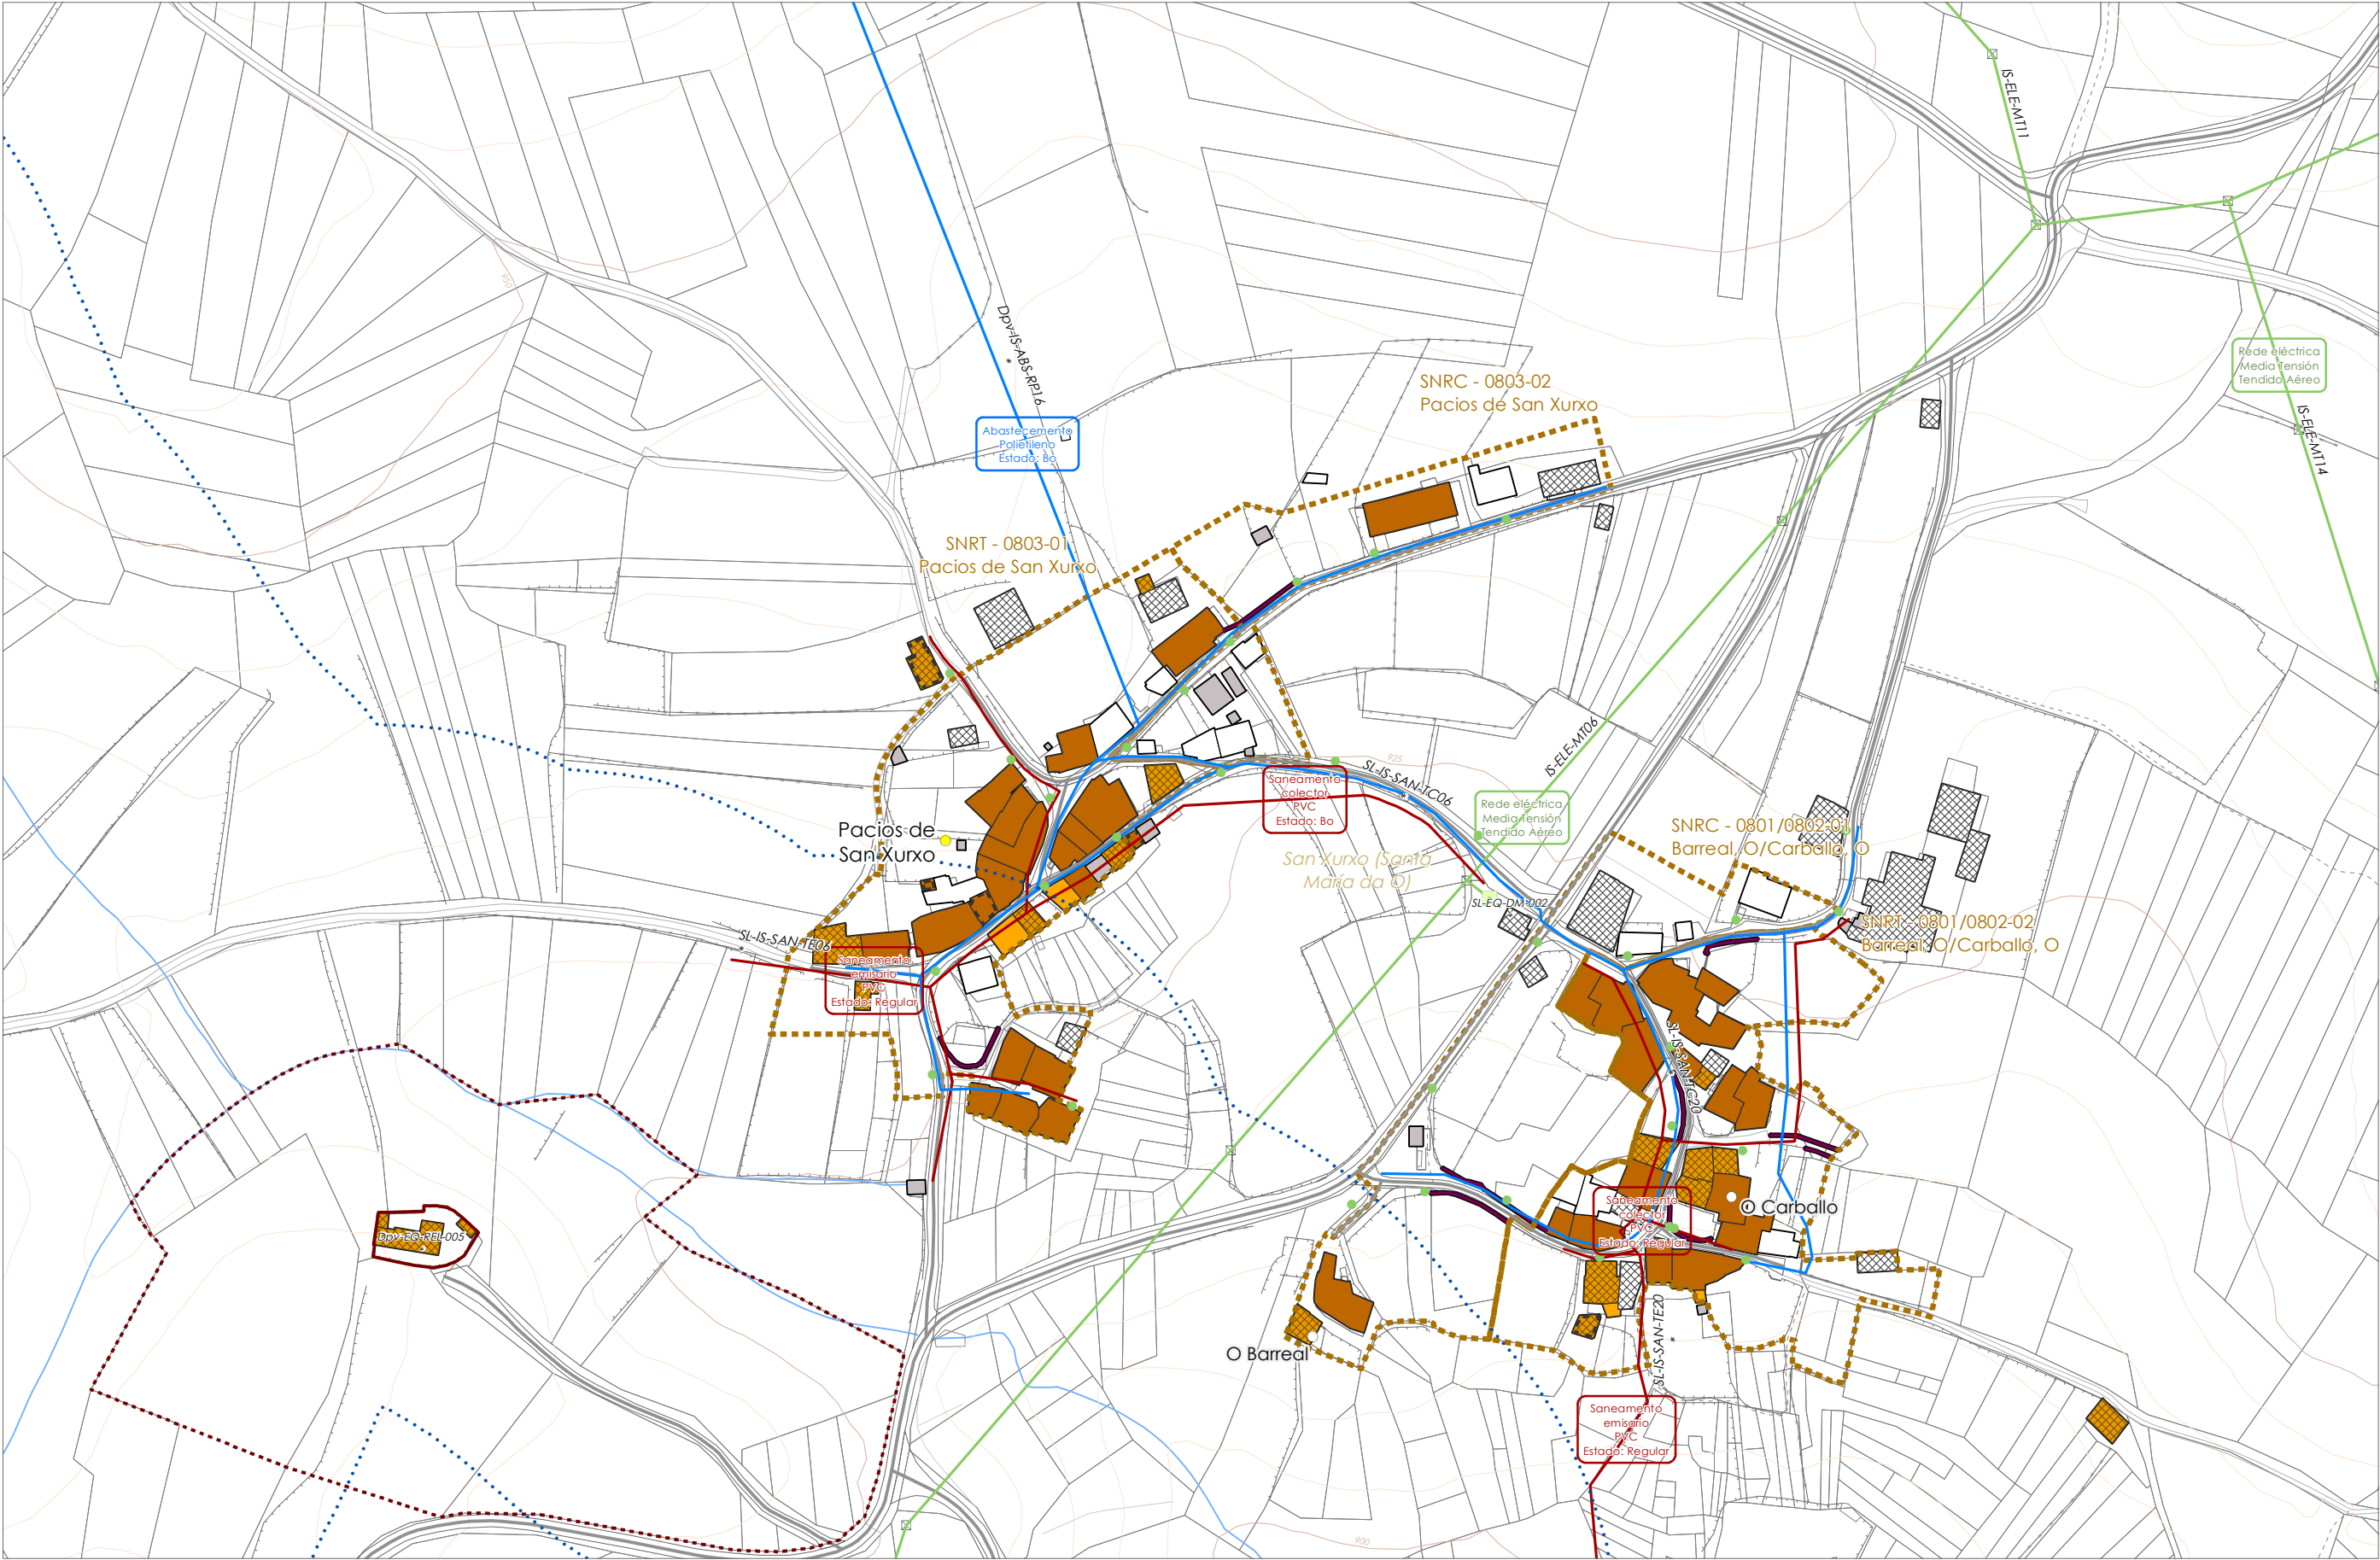 IS-ELE-MT11
950
Dpv-IS-ABS-RP16
*
Rede eléctrica
Media Tensión
Tendido Aéreo
SNRC - 0803-02
Pacios de San Xurxo
IS-ELE-MT14
Abastecemento
Polietileno
Estado: Bo
SNRT - 0803-01
Pacios de San Xurxo
IS-ELE-MT06
925
SL-IS-SAN-TC06
*
Saneamento
colector
PVC
Estado: Bo
Rede eléctrica
Media Tensión
Tendido Aéreo
Pacios de
San Xurxo
San Xurxo (Santa
María da O)
SNRC - 0801/0802-01
Barreal, O/Carballo, O
SL-EQ-DM-002
SNRT - 0801/0802-02
Barreal, O/Carballo, O
SL-IS-SAN-TE06
*
Saneamento
emisario
PVC
Estado: Regular
SL-IS-SAN-TC20
*
Saneamento
colector
PVC
Estado: Regular
O Carballo
Dpv-EQ-REL-005
O Barreal
SL-IS-SAN-TE20
*
Saneamento
emisario
PVC
Estado: Regular
900